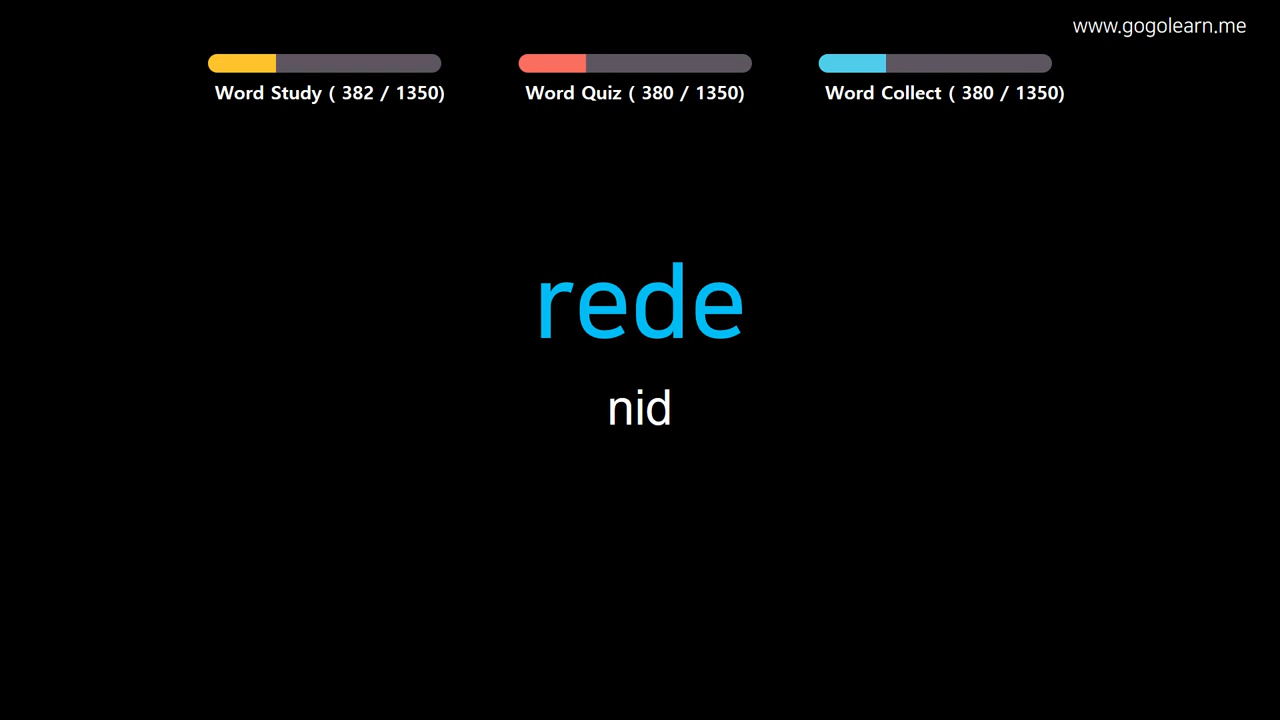 www.gogolearn.me
Word Study ( 382 / 1350)
Word Quiz ( 380 / 1350)
Word Collect ( 380 / 1350)
rede
nid